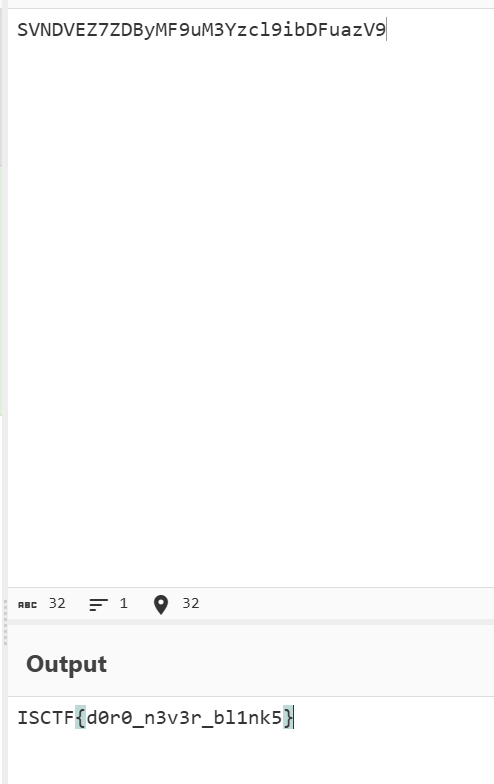 SVNDVEZ7ZDByMF9uM3Yzcl9ibDFuazV9
ABC 32 1 32
Output
ISCTF{d0r0_n3v3r_bl1nk5}